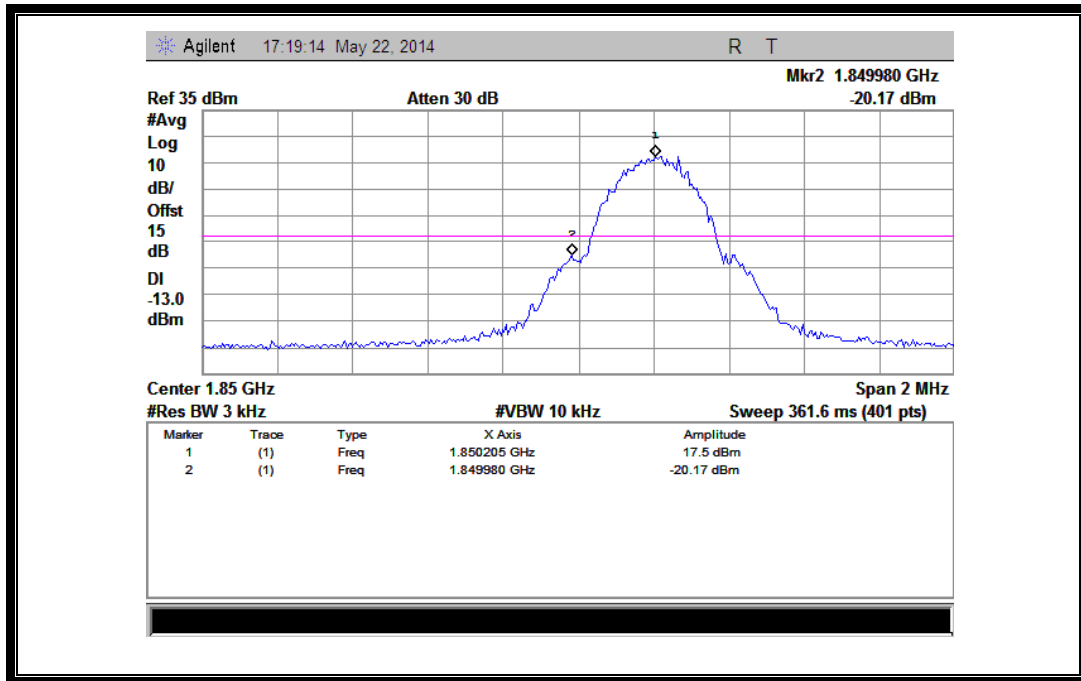 Agilent 17:19:14 May 22, 2014 R T
Mkr2 1.849980 GHz
Ref 35 dBm Atten 30 dB -20.17 dBm
#Avg
Log
10
dB/
Offst
15
dB
DI
-13.0
dBm
1
2
Center 1.85 GHz Span 2 MHz
#Res BW 3 kHz #VBW 10 kHz Sweep 361.6 ms (401 pts)
Marker Trace Type X Axis Amplitude
1 (1) Freq 1.850205 GHz 17.5 dBm
2 (1) Freq 1.849980 GHz -20.17 dBm